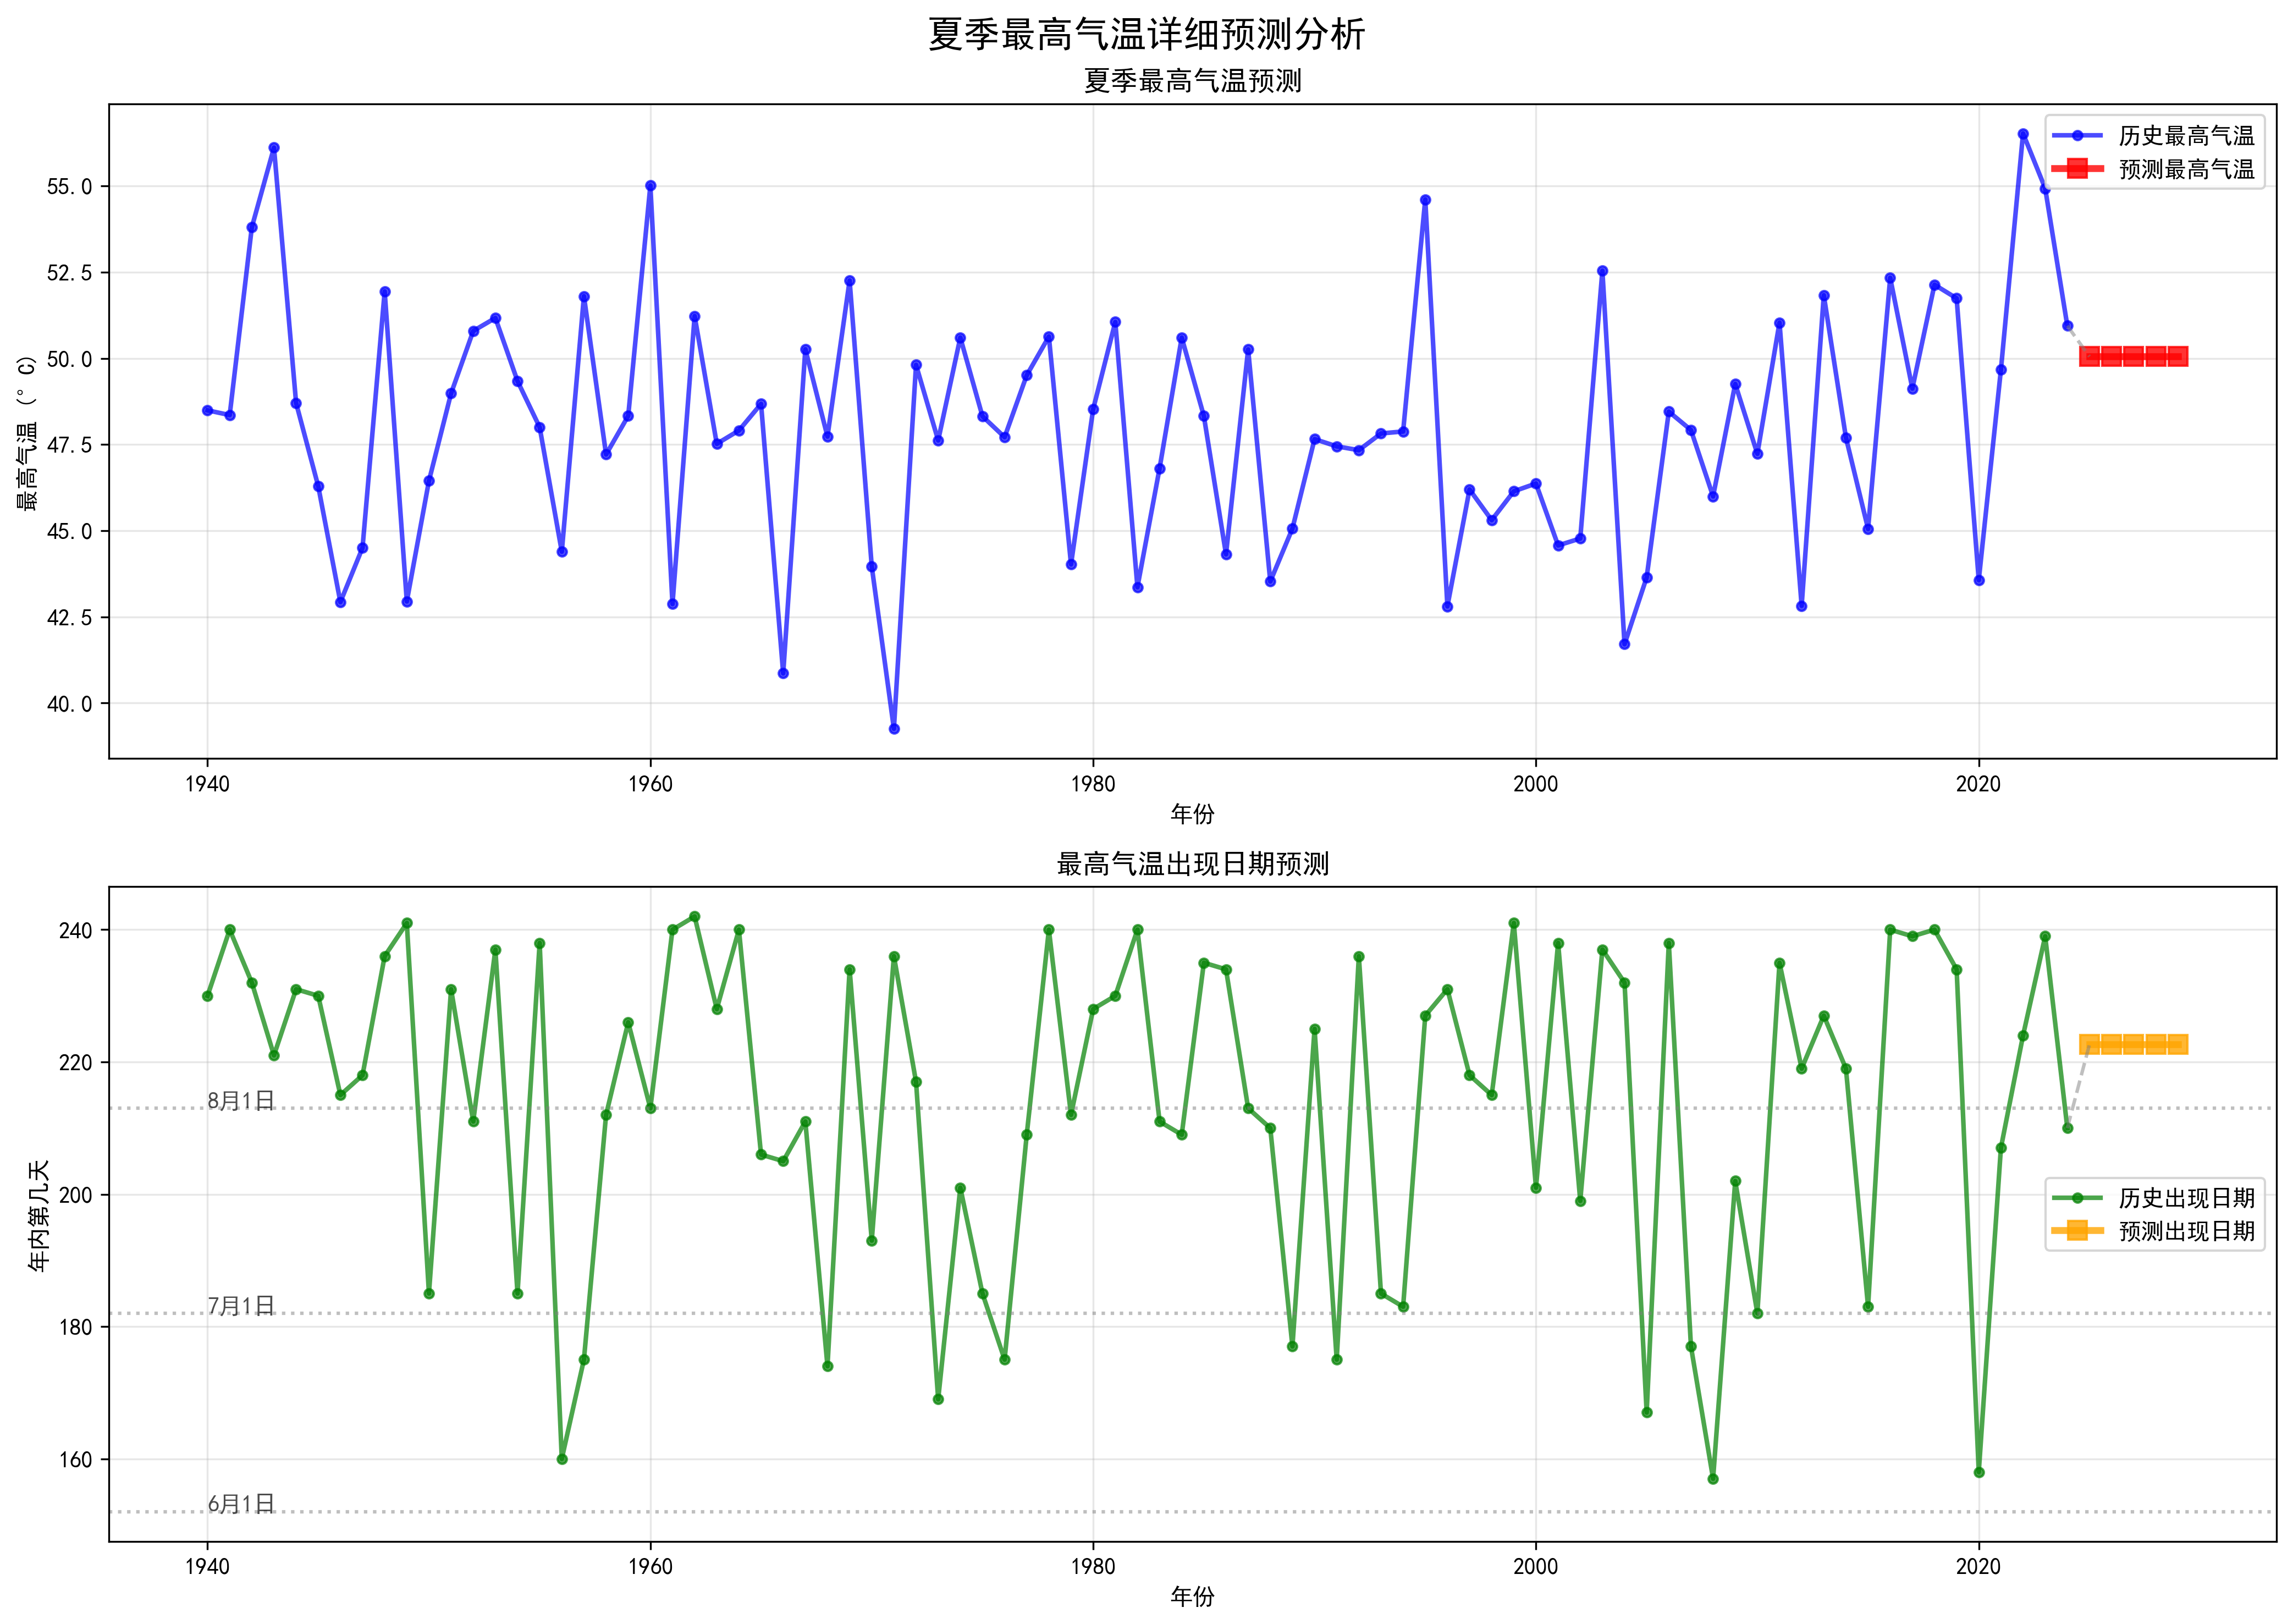 夏季最高气温详细预测分析
夏季最高气温预测
历史最高气温
预测最高气温
最高气温 (°C)
55.0
52.5
50.0
47.5
45.0
42.5
40.0
1940 1960 1980 2000 2020
年份
最高气温出现日期预测
年内第几天
240
220
200
180
160
8月1日
7月1日
6月1日
历史出现日期
预测出现日期
1940 1960 1980 2000 2020
年份